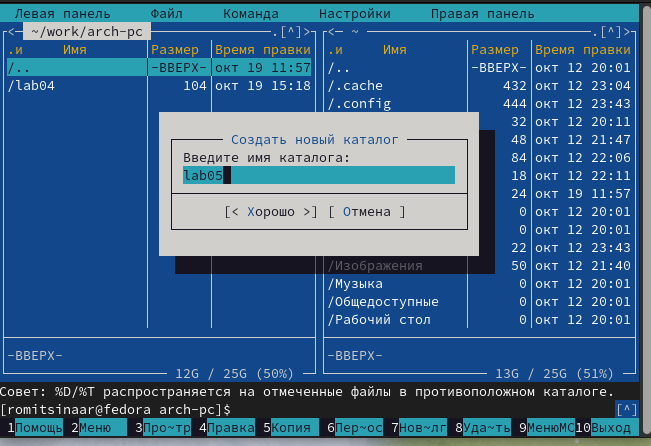 Левая панель Файл Команда Настройки Правая панель
~/work/arch-pc .[^] ~ .[^]
.и Имя Размер Время правки .и Имя Размер Время правки
/.. -ВВЕРХ- окт 19 11:57 /.. -ВВЕРХ- окт 12 20:01
/lab04 104 окт 19 15:18 /.cache 432 окт 12 23:04
/.config 444 окт 12 23:43
32 окт 12 20:11
Создать новый каталог 48 окт 12 21:47
Введите имя каталога: 84 окт 12 22:06
lab05 18 окт 12 22:11
24 окт 19 11:57
[< Хорошо >] [ Отмена ] 0 окт 12 20:01
0 окт 12 20:01
22 окт 12 23:43
/Изображения 50 окт 12 21:40
/Музыка 0 окт 12 20:01
/Общедоступные 0 окт 12 20:01
/Рабочий стол 0 окт 12 20:01
-ВВЕРХ- -ВВЕРХ-
12G / 25G (50%) 13G / 25G (51%)
Совет: %D/%T распространяется на отмеченные файлы в противоположном каталоге.
[romitsinaar@fedora arch-pc]$ [^]
1Помощь 2Меню 3Про~тр 4Правка 5Копия 6Пер~ос 7Нов~лг 8Уда~ть 9МенюМС 10Выход